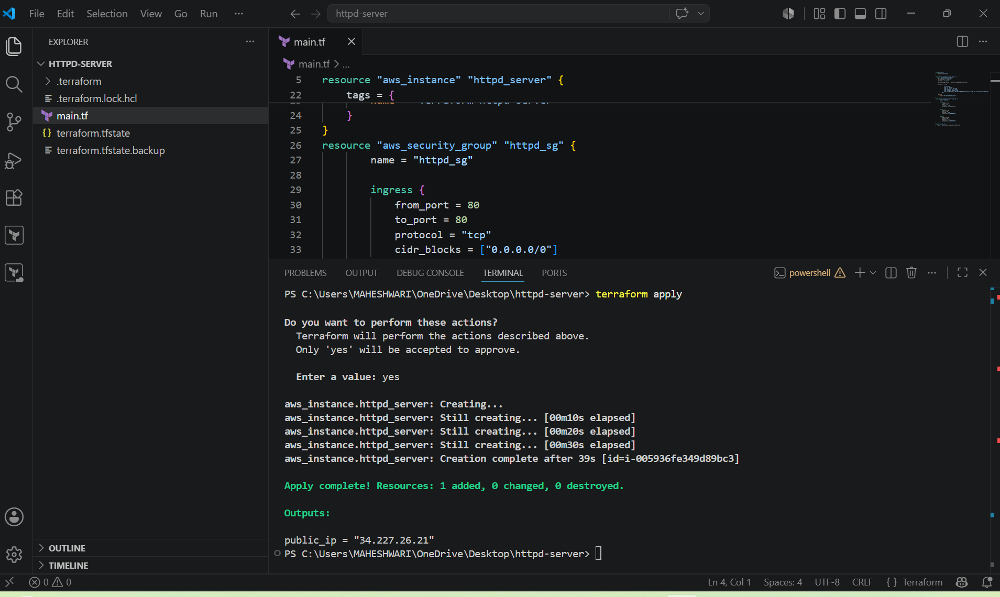 File Edit Selection View Go Run ···
httpd-server
EXPLORER
main.tf
HTTPD-SERVER
.terraform
.terraform.lock.hcl
main.tf
terraform.tfstate
terraform.tfstate.backup
OUTLINE
TIMELINE
main.tf > ...
5 resource "aws_instance" "httpd_server" {
22 tags = {
24 }
25 }
26 resource "aws_security_group" "httpd_sg" {
27 name = "httpd_sg"
28
29 ingress {
30 from_port = 80
31 to_port = 80
32 protocol = "tcp"
33 cidr_blocks = ["0.0.0.0/0"]
PROBLEMS OUTPUT DEBUG CONSOLE TERMINAL PORTS
powershell
PS C:\Users\MAHESHWARI\OneDrive\Desktop\httpd-server> terraform apply
Do you want to perform these actions?
Terraform will perform the actions described above.
Only 'yes' will be accepted to approve.
Enter a value: yes
aws_instance.httpd_server: Creating...
aws_instance.httpd_server: Still creating... [00m10s elapsed]
aws_instance.httpd_server: Still creating... [00m20s elapsed]
aws_instance.httpd_server: Still creating... [00m30s elapsed]
aws_instance.httpd_server: Creation complete after 39s [id=i-005936fe349d89bc3]
Apply complete! Resources: 1 added, 0 changed, 0 destroyed.
Outputs:
public_ip = "34.227.26.21"
PS C:\Users\MAHESHWARI\OneDrive\Desktop\httpd-server>
0 0
Ln 4, Col 1 Spaces: 4 UTF-8 CRLF { } Terraform